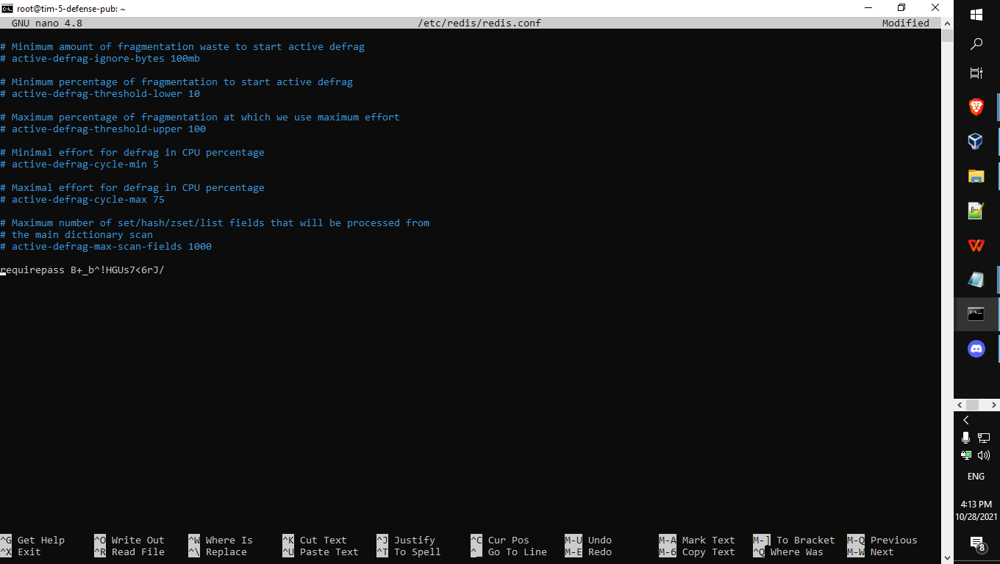 root@tim-5-defense-pub: ~
GNU nano 4.8 /etc/redis/redis.conf Modified
# Minimum amount of fragmentation waste to start active defrag
# active-defrag-ignore-bytes 100mb
# Minimum percentage of fragmentation to start active defrag
# active-defrag-threshold-lower 10
# Maximum percentage of fragmentation at which we use maximum effort
# active-defrag-threshold-upper 100
# Minimal effort for defrag in CPU percentage
# active-defrag-cycle-min 5
# Maximal effort for defrag in CPU percentage
# active-defrag-cycle-max 75
# Maximum number of set/hash/zset/list fields that will be processed from
# the main dictionary scan
# active-defrag-max-scan-fields 1000
requirepass B+_b^!HGUs7<6rJ/
^G Get Help ^O Write Out ^W Where Is ^K Cut Text ^J Justify ^C Cur Pos M-U Undo M-A Mark Text M-] To Bracket M-Q Previous
^X Exit ^R Read File ^\ Replace ^U Paste Text ^T To Spell ^_ Go To Line M-E Redo M-6 Copy Text ^Q Where Was M-W Next
ENG
4:13 PM
10/28/2021
8